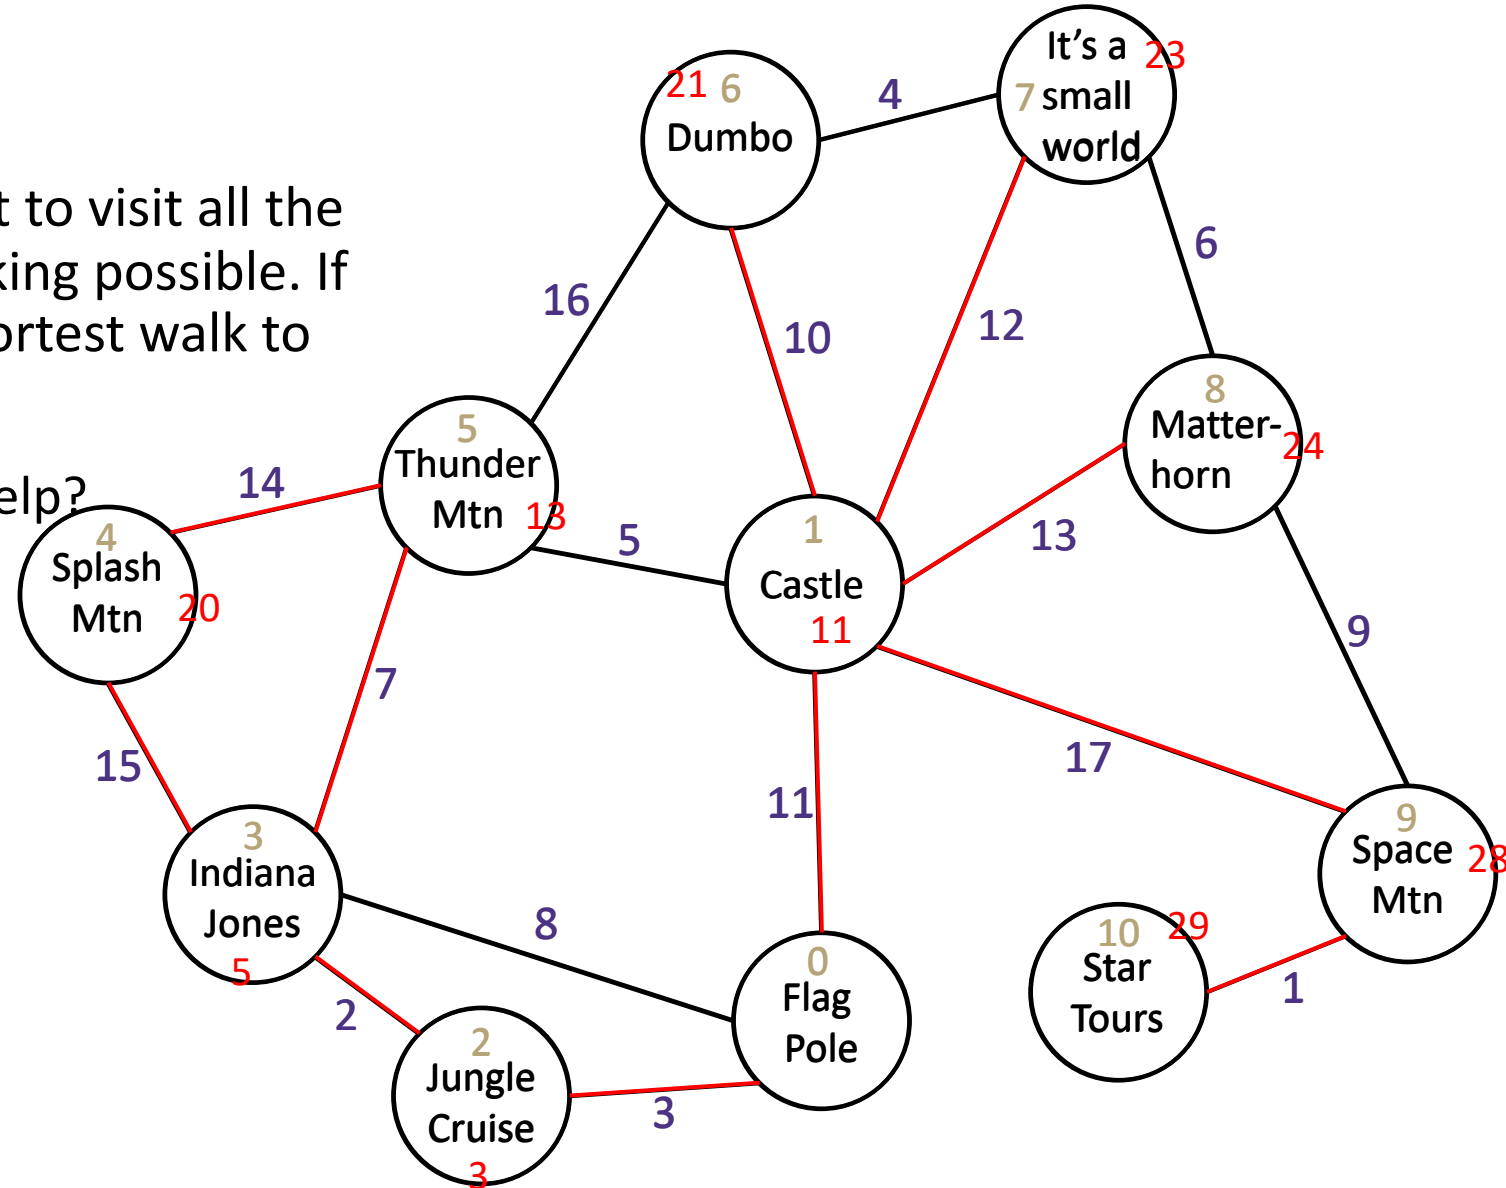 t to visit all the
king possible. If
ortest walk to
elp?
21 6
Dumbo
It's a 23
7 small
world
4
6
16
10
12
5
Thunder
Mtn 13
8
Matter-
24
horn
14
4
Splash
Mtn 20
5
1
Castle
11
13
9
7
15
17
11
3
Indiana
Jones
5
8
9
Space 28
Mtn
10 29
Star
Tours
0
Flag
Pole
2
1
2
Jungle
Cruise
3
3